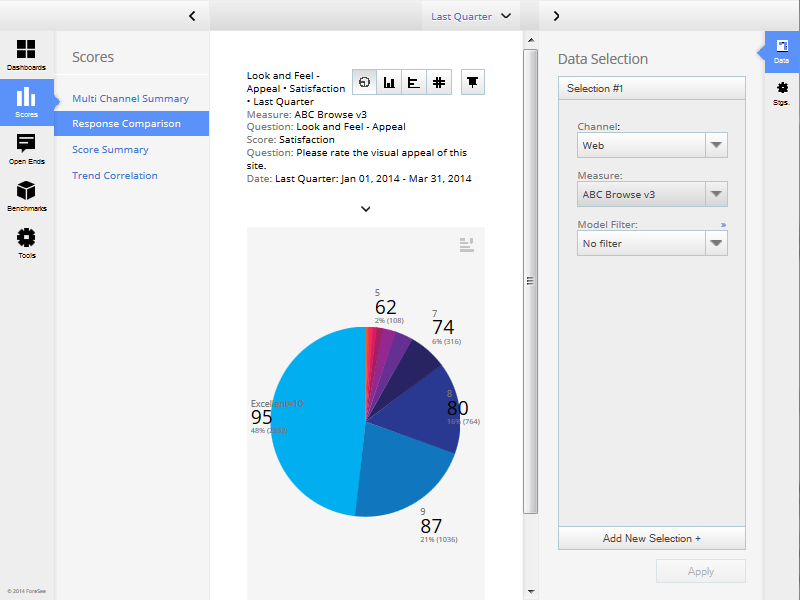 Last Quarter
Dashboards
Scores
Open Ends
Benchmarks
Tools
© 2014 ForeSee
Scores
Multi Channel Summary
Response Comparison
Score Summary
Trend Correlation
Look and Feel -
Appeal • Satisfaction
• Last Quarter
Measure: ABC Browse v3
Question: Look and Feel - Appeal
Score: Satisfaction
Question: Please rate the visual appeal of this
site.
Date: Last Quarter: Jan 01, 2014 - Mar 31, 2014
5
62
2% (108)
7
74
6% (316)
8
80
16% (764)
Excellent=10
95
48%
9
87
21% (1036)
Data Selection
Selection #1
Channel:
Web
Measure:
ABC Browse v3
Model Filter: »
No filter
Add New Selection +
Apply
Data
Stgs.